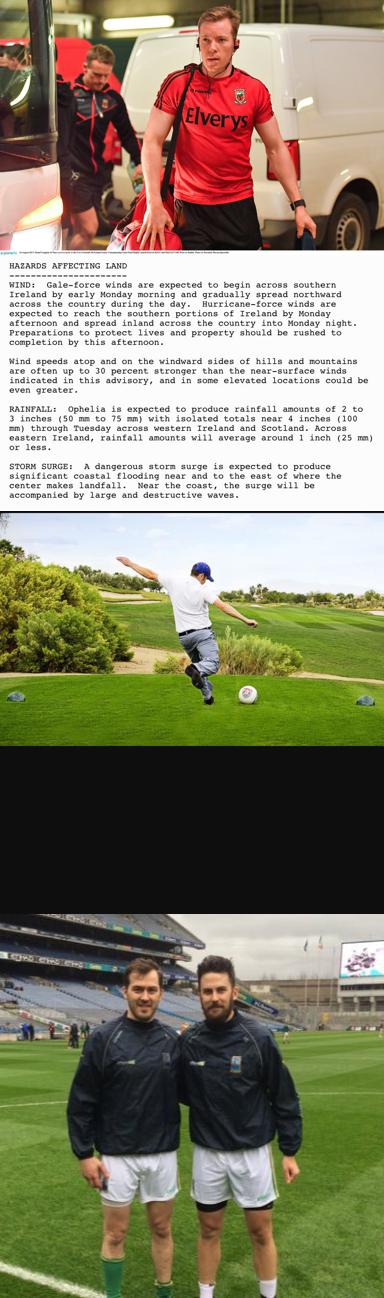 Elverys
HAZARDS AFFECTING LAND
----------------------
WIND:  Gale-force winds are expected to begin across southern
Ireland by early Monday morning and gradually spread northward
across the country during the day.  Hurricane-force winds are
expected to reach the southern portions of Ireland by Monday
afternoon and spread inland across the country into Monday night.
Preparations to protect lives and property should be rushed to
completion by this afternoon.
Wind speeds atop and on the windward sides of hills and mountains
are often up to 30 percent stronger than the near-surface winds
indicated in this advisory, and in some elevated locations could be
even greater.
RAINFALL:  Ophelia is expected to produce rainfall amounts of 2 to
3 inches (50 mm to 75 mm) with isolated totals near 4 inches (100
mm) through Tuesday across western Ireland and Scotland. Across
eastern Ireland, rainfall amounts will average around 1 inch (25 mm)
or less.
STORM SURGE:  A dangerous storm surge is expected to produce
significant coastal flooding near and to the east of where the
center makes landfall.  Near the coast, the surge will be
accompanied by large and destructive waves.